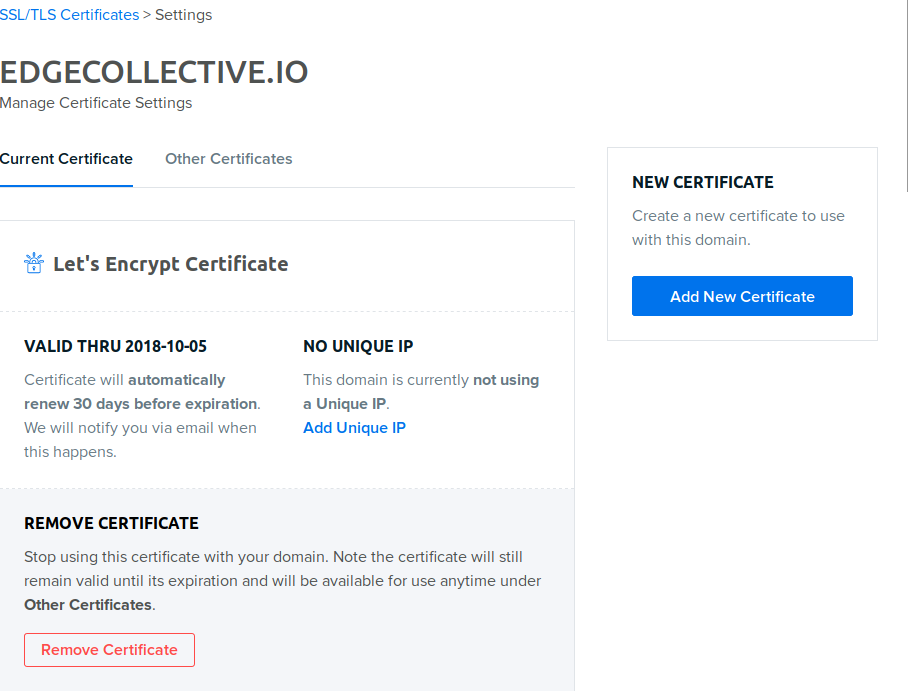 SSL/TLS Certificates > Settings
EDGECOLLECTIVE.IO
Manage Certificate Settings
Current Certificate
Other Certificates
Let's Encrypt Certificate
VALID THRU 2018-10-05
Certificate will automatically
renew 30 days before expiration.
We will notify you via email when
this happens.
NO UNIQUE IP
This domain is currently not using
a Unique IP.
Add Unique IP
REMOVE CERTIFICATE
Stop using this certificate with your domain. Note the certificate will still
remain valid until its expiration and will be available for use anytime under
Other Certificates.
Remove Certificate
NEW CERTIFICATE
Create a new certificate to use
with this domain.
Add New Certificate